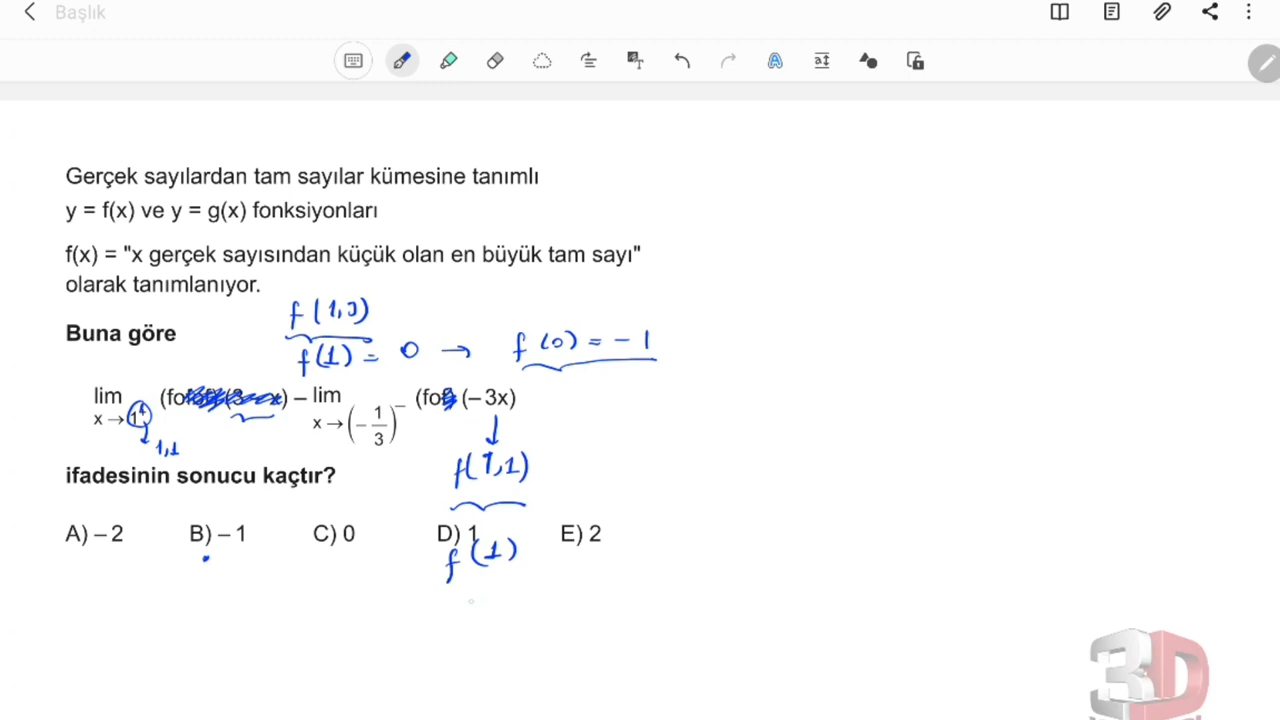 Başlık
Gerçek sayılardan tam sayılar kümesine tanımlı
y = f(x) ve y = g(x) fonksiyonları
f(x) = "x gerçek sayısından küçük olan en büyük tam sayı"
olarak tanımlanıyor.
Buna göre
f(1) = 0 → f(0) = - 1
lim x → 1+ (fo ) – lim x → (– 1/3)– (fo (– 3x)
1,1
ifadesinin sonucu kaçtır?
f(1,1)
A) – 2 B) – 1 C) 0 D) 1 E) 2
f(1)
3D